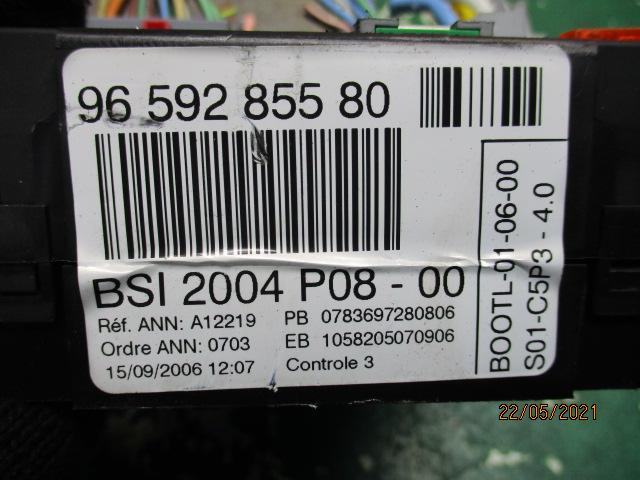 96 592 855 80
BSI 2004 P08 - 00
Réf. ANN: A12219 PB 0783697280806
Ordre ANN: 0703 EB 1058205070906
15/09/2006 12:07 Controle 3
BOOTL-01-06-00
S01-C5P3 - 4.0
22/05/2021